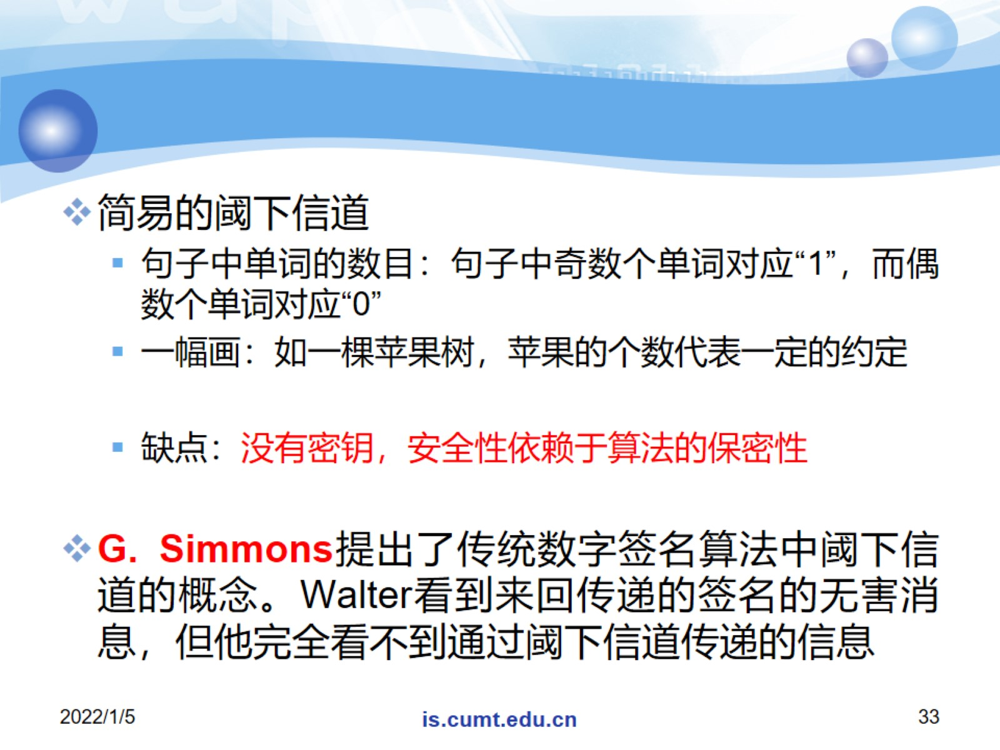 简易的阈下信道
句子中单词的数目：句子中奇数个单词对应“1”，而偶
数个单词对应“0”
一幅画：如一棵苹果树，苹果的个数代表一定的约定
缺点：没有密钥，安全性依赖于算法的保密性
G. Simmons提出了传统数字签名算法中阈下信
道的概念。Walter看到来回传递的签名的无害消
息，但他完全看不到通过阈下信道传递的信息
2022/1/5
is.cumt.edu.cn
33